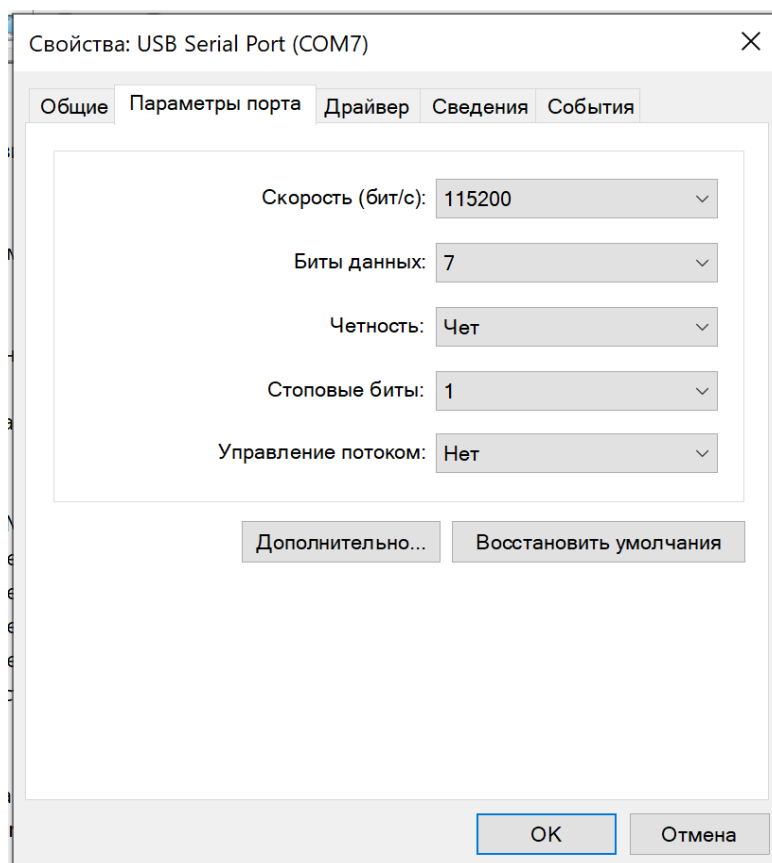 Свойства: USB Serial Port (COM7)
Общие Параметры порта Драйвер Сведения События
Скорость (бит/с): 115200
Биты данных: 7
Четность: Чет
Стоповые биты: 1
Управление потоком: Нет
Дополнительно... Восстановить умолчания
OK Отмена